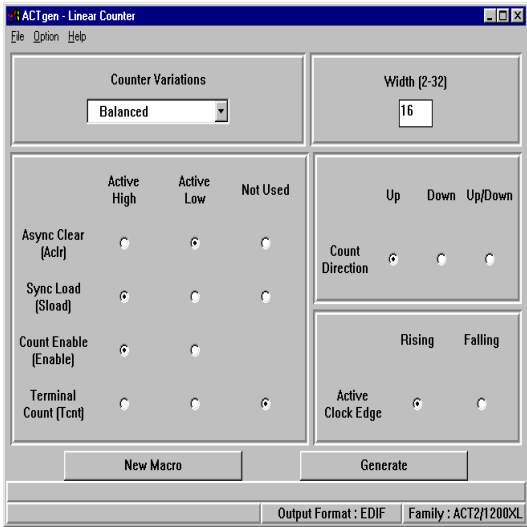 ACTgen - Linear Counter
File Option Help
Counter Variations
Balanced
Width (2-32)
16
Active High
Active Low
Not Used
Async Clear (Aclr)
Sync Load (Sload)
Count Enable (Enable)
Terminal Count (Tcnt)
Up Down Up/Down
Count Direction
Rising Falling
Active Clock Edge
New Macro
Generate
Output Format : EDIF
Family : ACT2/1200XL